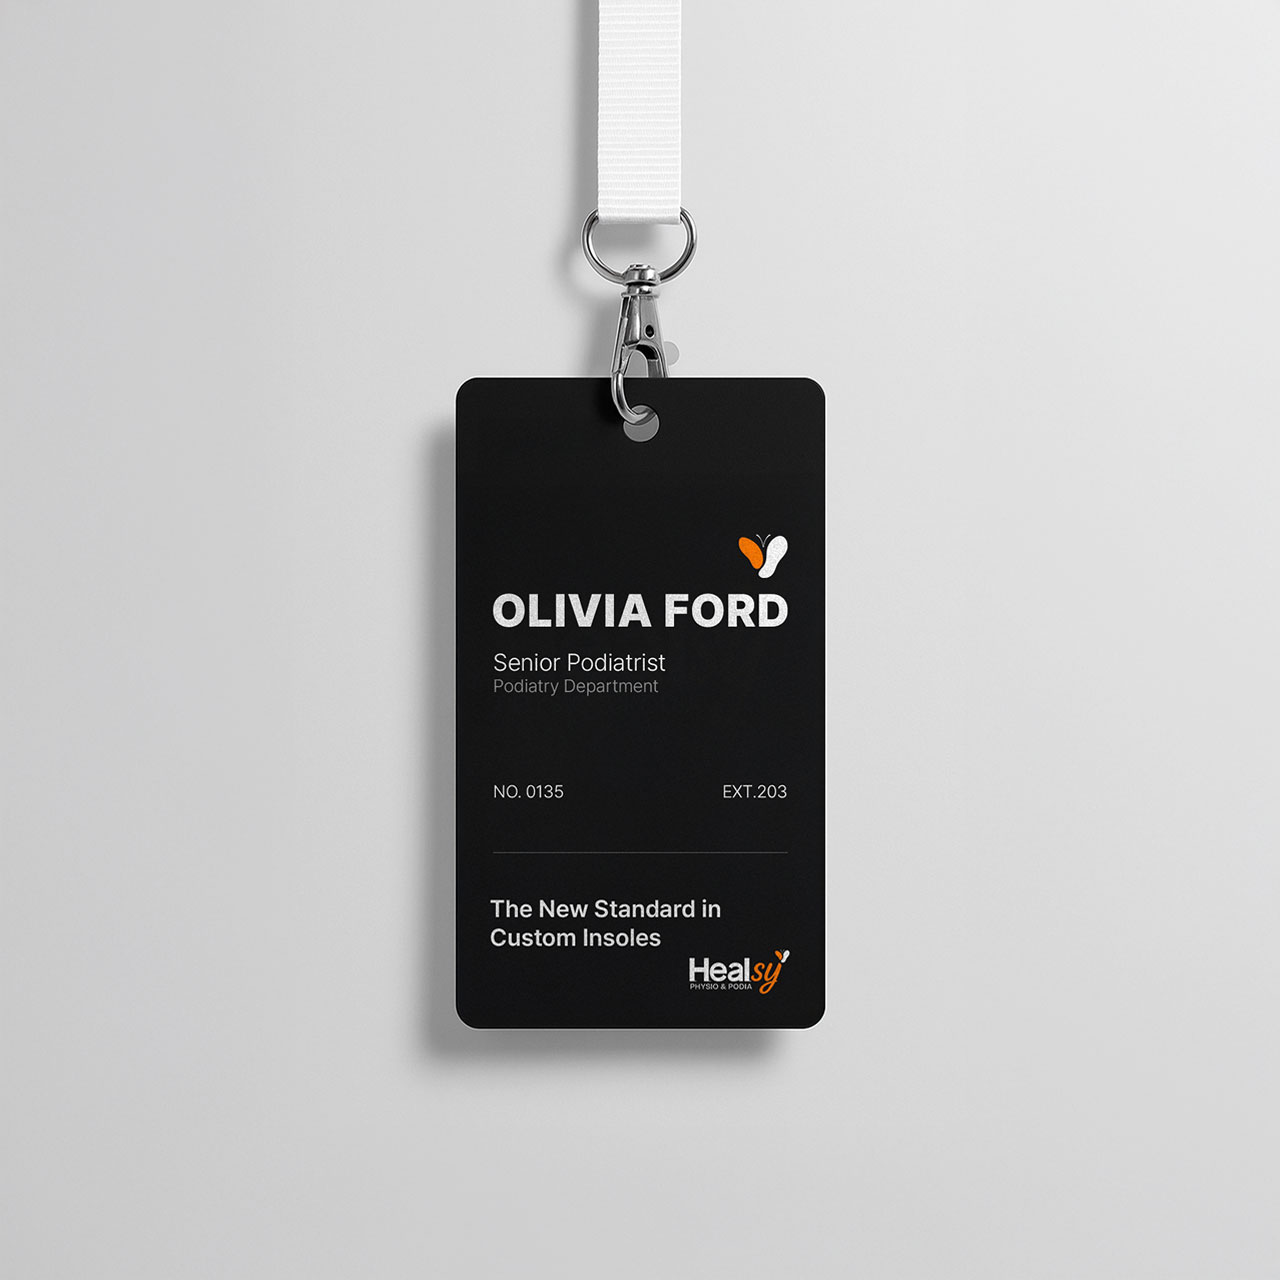 OLIVIA FORD
Senior Podiatrist
Podiatry Department
NO. 0135
EXT.203
The New Standard in
Custom Insoles
Healsy
PHYSIO & PODIA